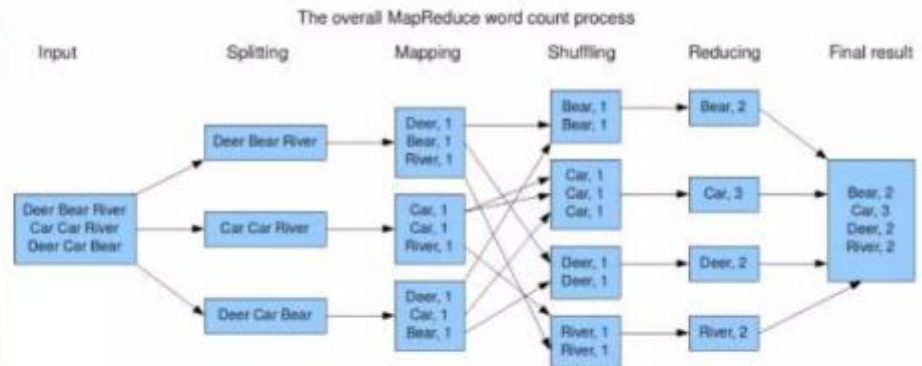 The overall MapReduce word count process
Input
Splitting
Mapping
Shuffling
Reducing
Final result
Deer Bear River
Car Car River
Deer Car Bear
Deer Bear River
Car Car River
Deer Car Bear
Deer, 1
Bear, 1
River, 1
Car, 1
Car, 1
River, 1
Deer, 1
Car, 1
Bear, 1
Bear, 1
Bear, 1
Car, 1
Car, 1
Car, 1
Deer, 1
Deer, 1
River, 1
River, 1
Bear, 2
Car, 3
Deer, 2
River, 2
Bear, 2
Car, 3
Deer, 2
River, 2